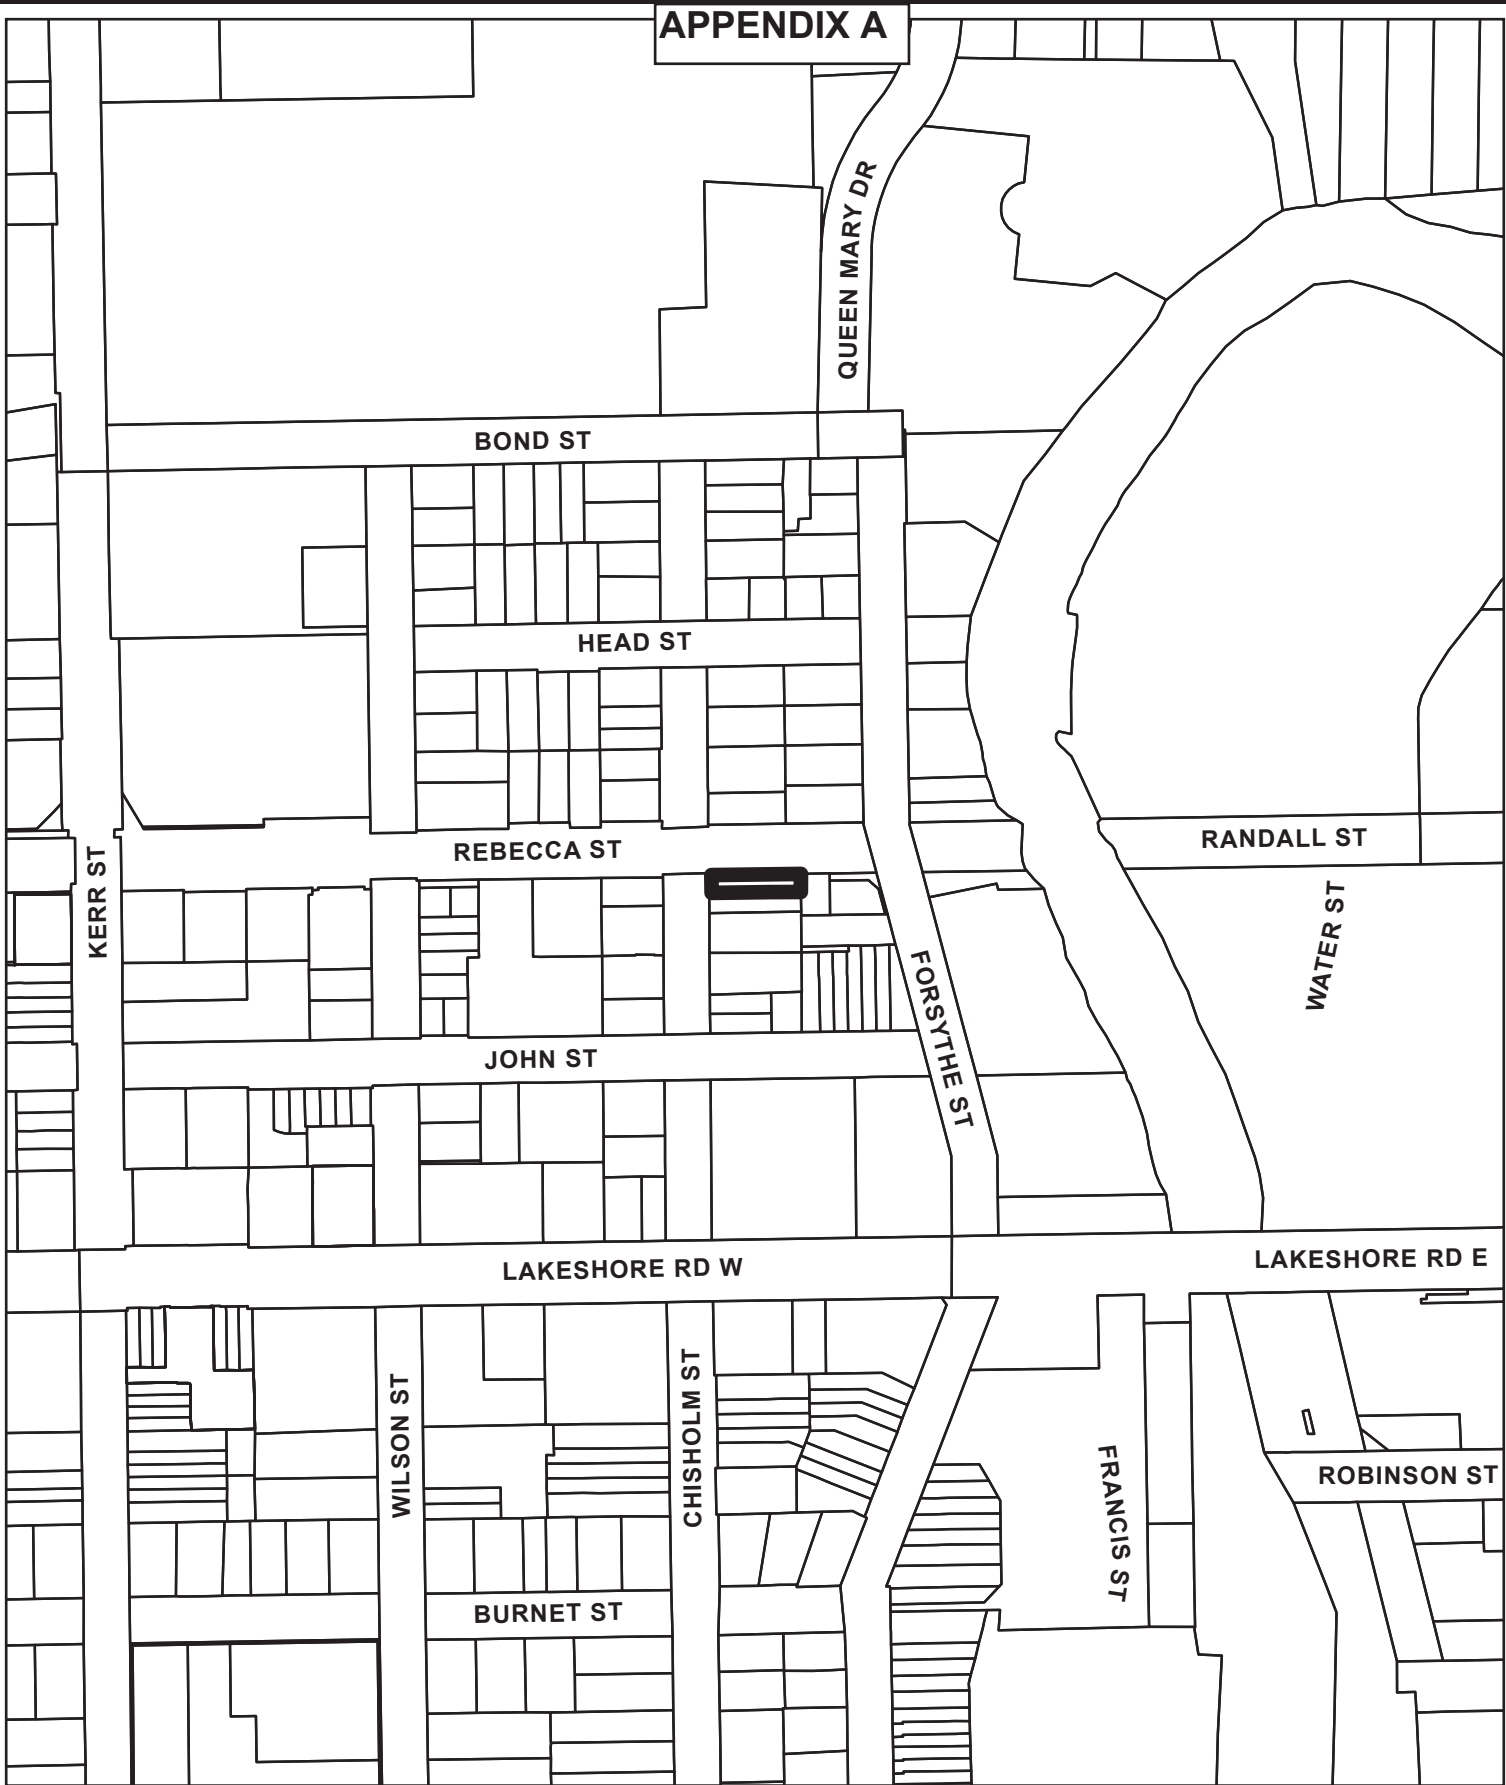 APPENDIX A
QUEEN MARY DR
BOND ST
HEAD ST
REBECCA ST
RANDALL ST
KERR ST
WATER ST
FORSYTHE ST
JOHN ST
LAKESHORE RD W
LAKESHORE RD E
WILSON ST
CHISHOLM ST
FRANCIS ST
ROBINSON ST
BURNET ST